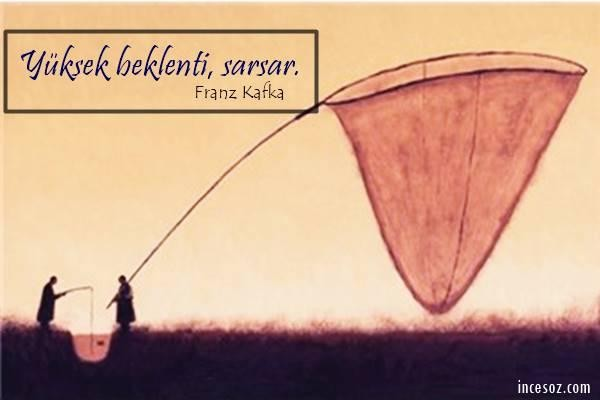 Yüksek beklenti, sarsar.
Franz Kafka
incesoz.com